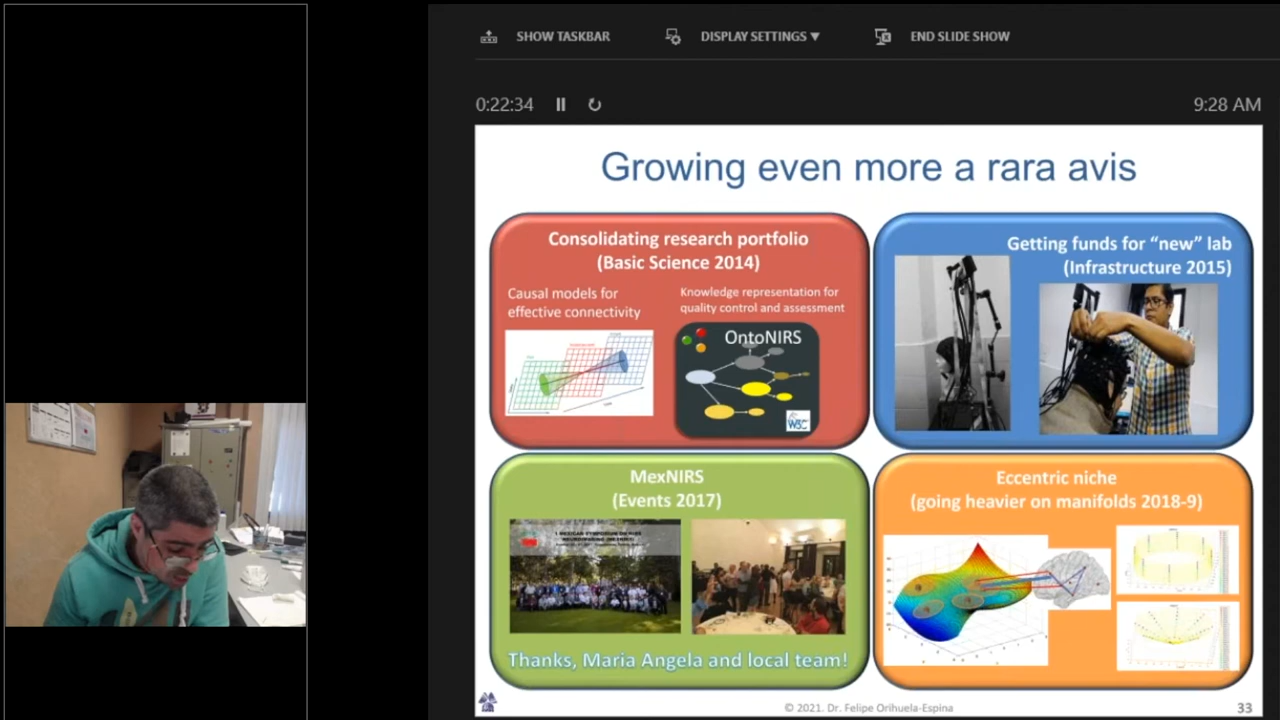 SHOW TASKBAR
DISPLAY SETTINGS ▼
END SLIDE SHOW
0:22:34
9:28 AM
Growing even more a rara avis
Consolidating research portfolio
(Basic Science 2014)
Causal models for
effective connectivity
Knowledge representation for
quality control and assessment
OntoNIRS
W3C
Getting funds for “new” lab
(Infrastructure 2015)
MexNIRS
(Events 2017)
Thanks, Maria Angela and local team!
Eccentric niche
(going heavier on manifolds 2018-9)
© 2021. Dr. Felipe Orihuela-Espina
33